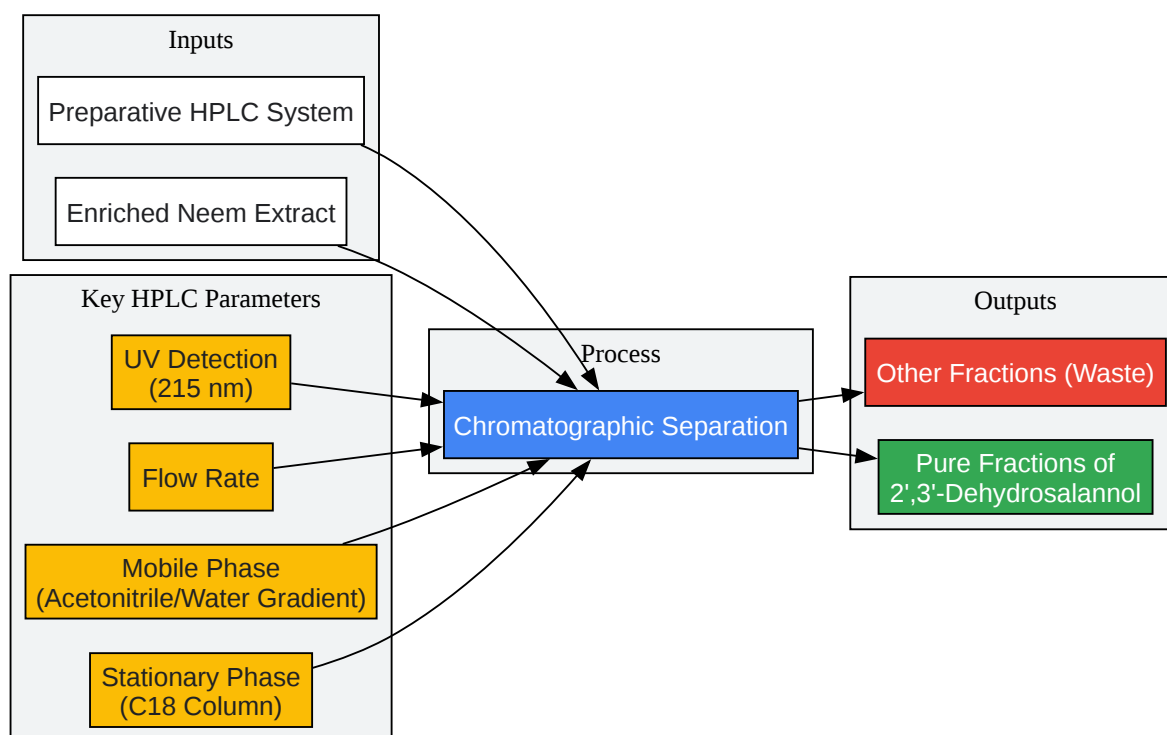 Inputs
Preparative HPLC System
Enriched Neem Extract
Key HPLC Parameters
UV Detection
(215 nm)
Flow Rate
Mobile Phase
(Acetonitrile/Water Gradient)
Stationary Phase
(C18 Column)
Process
Chromatographic Separation
Outputs
Other Fractions (Waste)
Pure Fractions of
2',3'-Dehydrosalannol